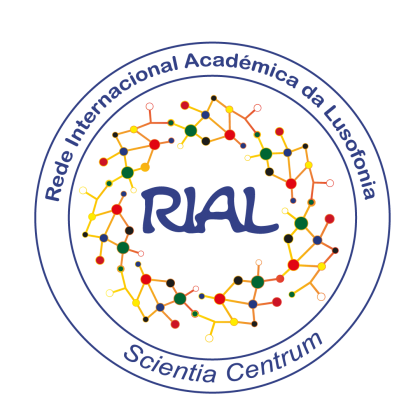 Rede Internacional Académica da Lusofonia
RIAL
Scientia Centrum